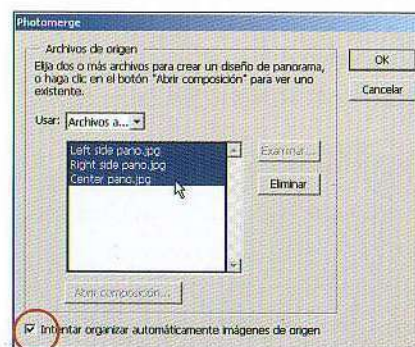 Photomerge
Archivos de origen
Elija dos o más archivos para crear un diseño de panorama,
o haga clic en el botón "Abrir composición" para ver uno
existente.
OK
Cancelar
Usar: Archivos a...
Left side pano.jpg
Right side pano.jpg
Center pano.jpg
Examinar...
Eliminar
Abrir composición...
Intentar organizar automáticamente imágenes de origen